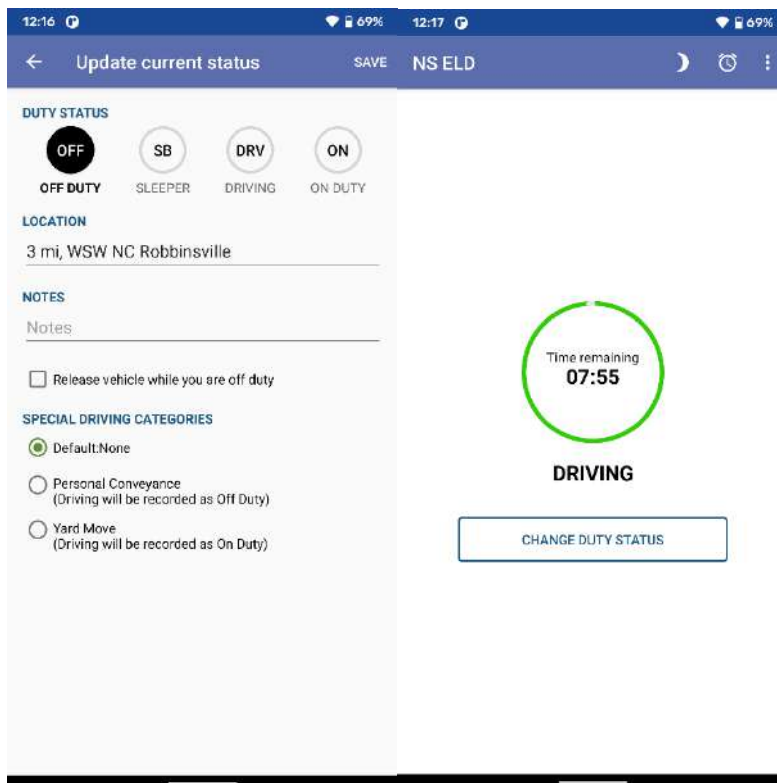 12:16 69%
Update current status SAVE
DUTY STATUS
OFF SB DRV ON
OFF DUTY SLEEPER DRIVING ON DUTY
LOCATION
3 mi, WSW NC Robbinsville
NOTES
Notes
Release vehicle while you are off duty
SPECIAL DRIVING CATEGORIES
Default:None
Personal Conveyance
(Driving will be recorded as Off Duty)
Yard Move
(Driving will be recorded as On Duty)
12:17 69%
NS ELD
Time remaining
07:55
DRIVING
CHANGE DUTY STATUS